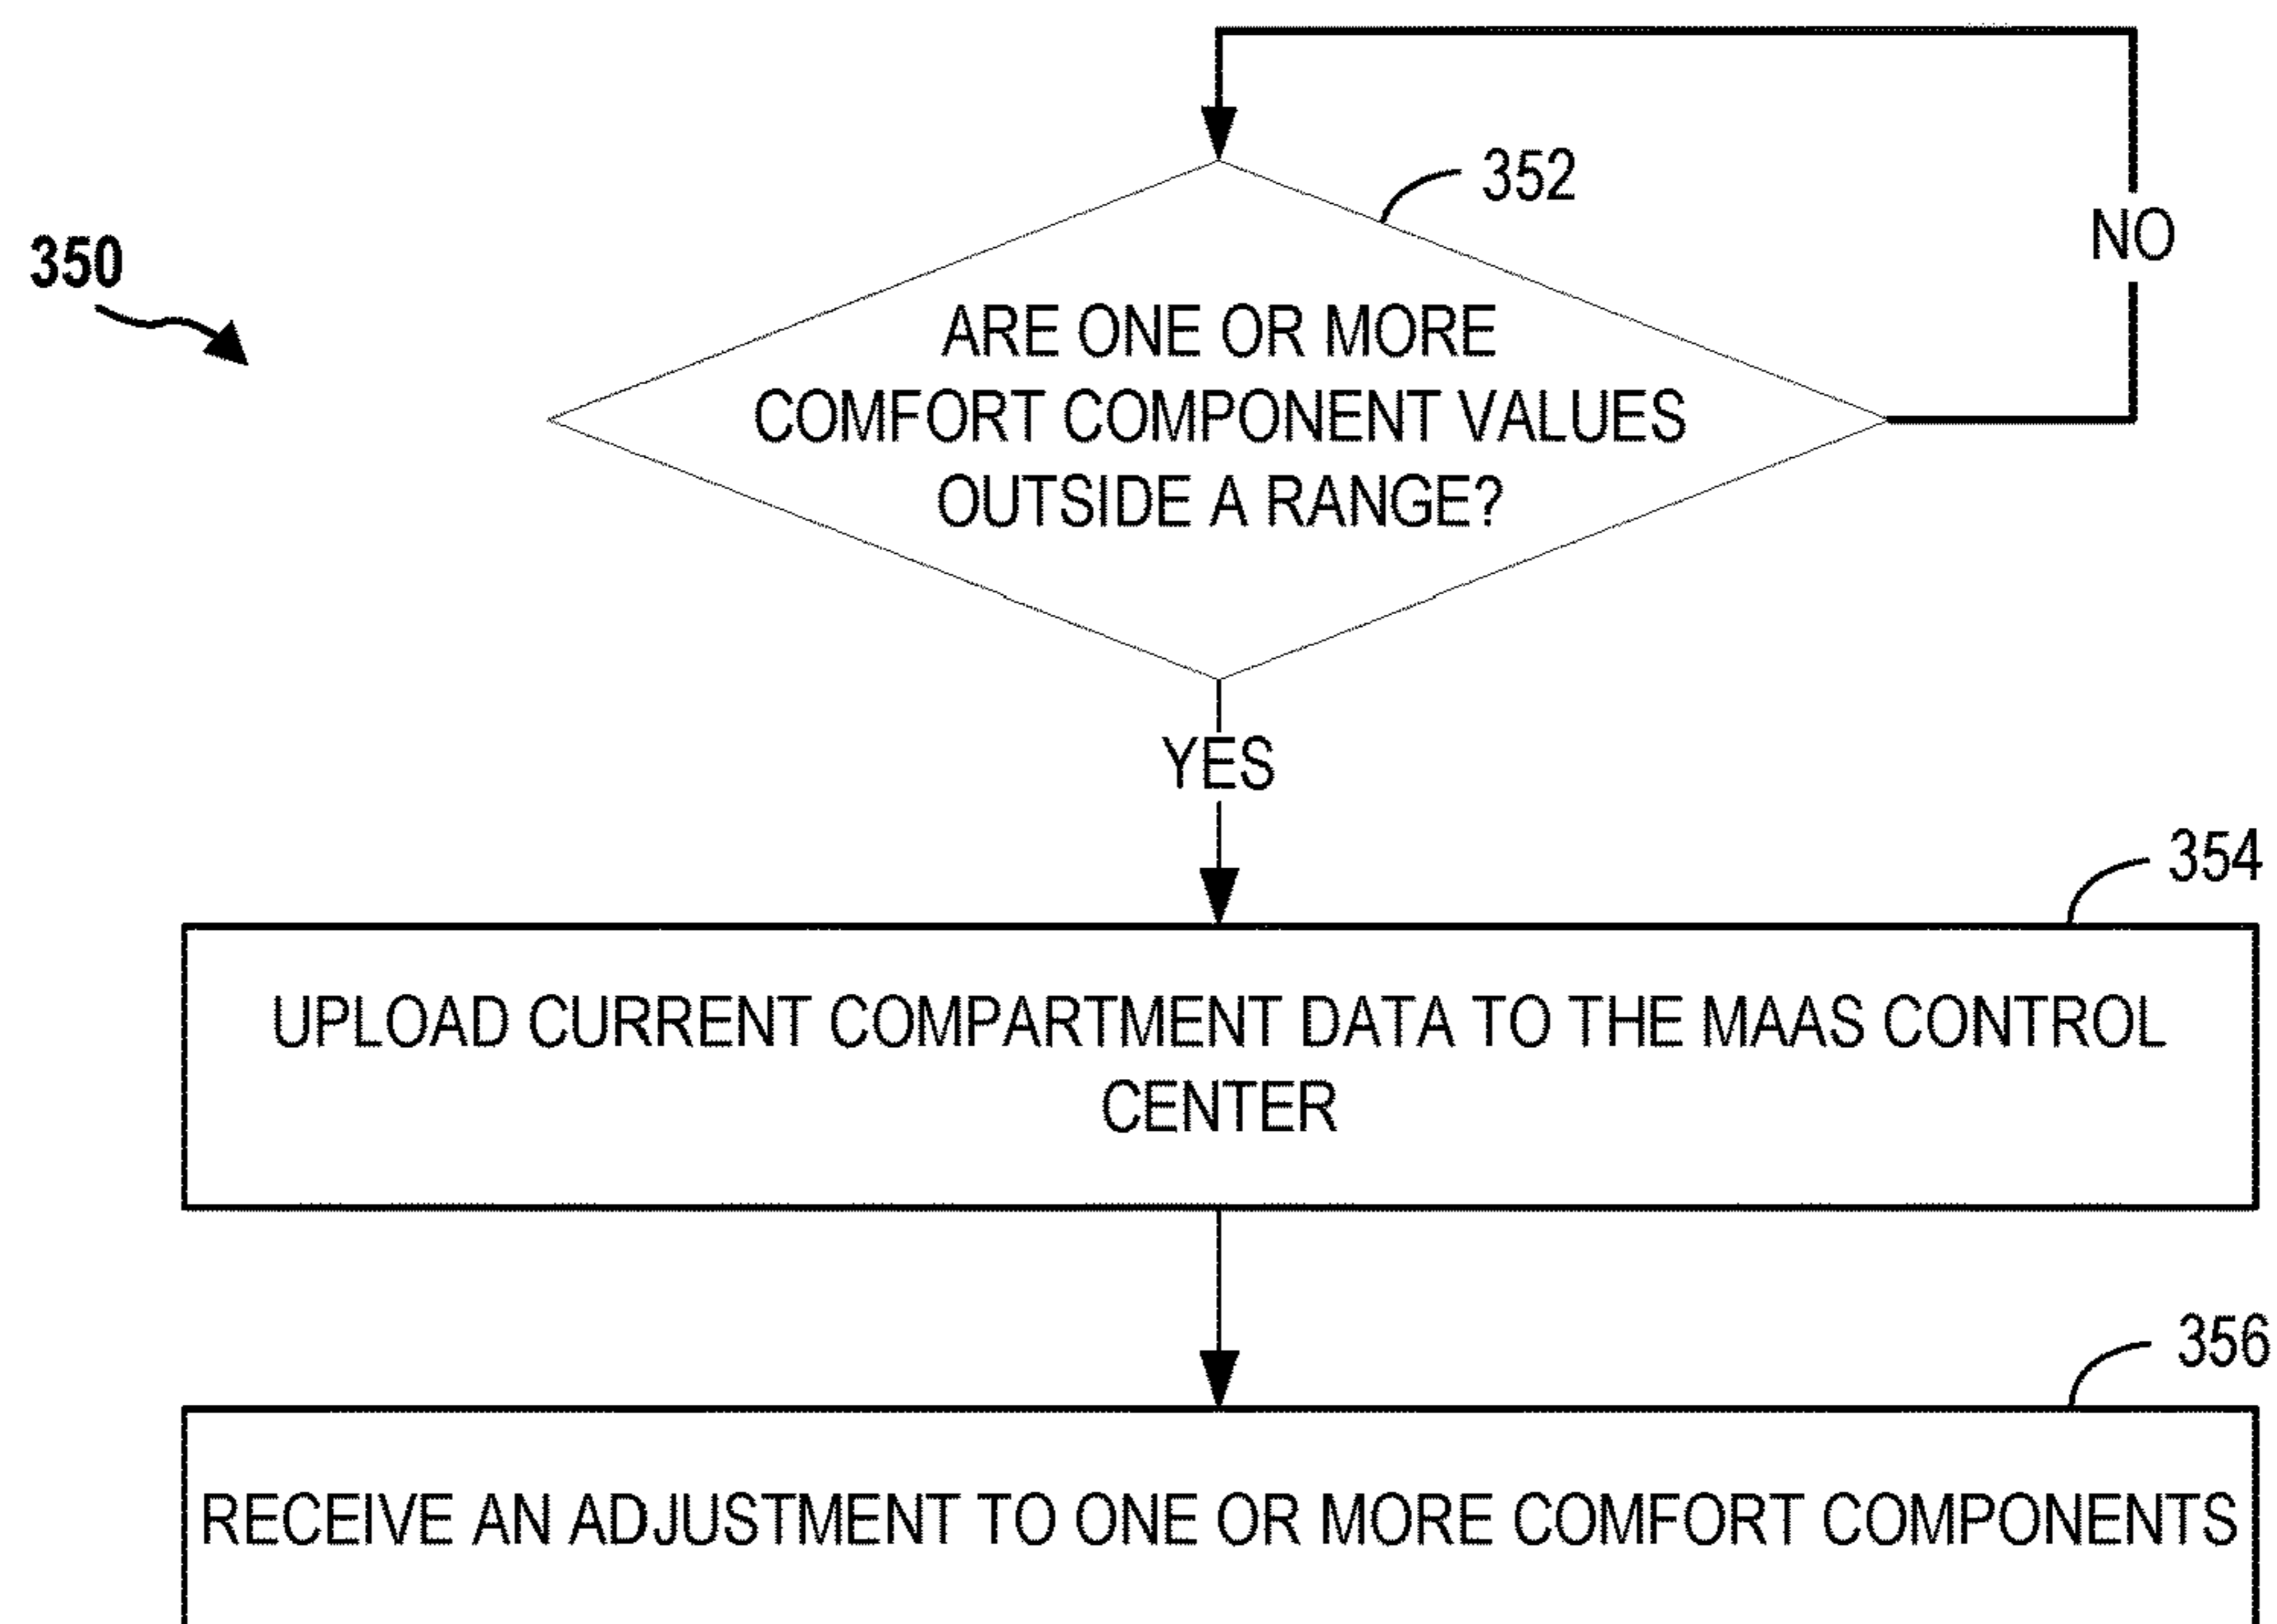 350
352
NO
ARE ONE OR MORE
COMFORT COMPONENT VALUES
OUTSIDE A RANGE?
YES
354
UPLOAD CURRENT COMPARTMENT DATA TO THE MAAS CONTROL
CENTER
356
RECEIVE AN ADJUSTMENT TO ONE OR MORE COMFORT COMPONENTS